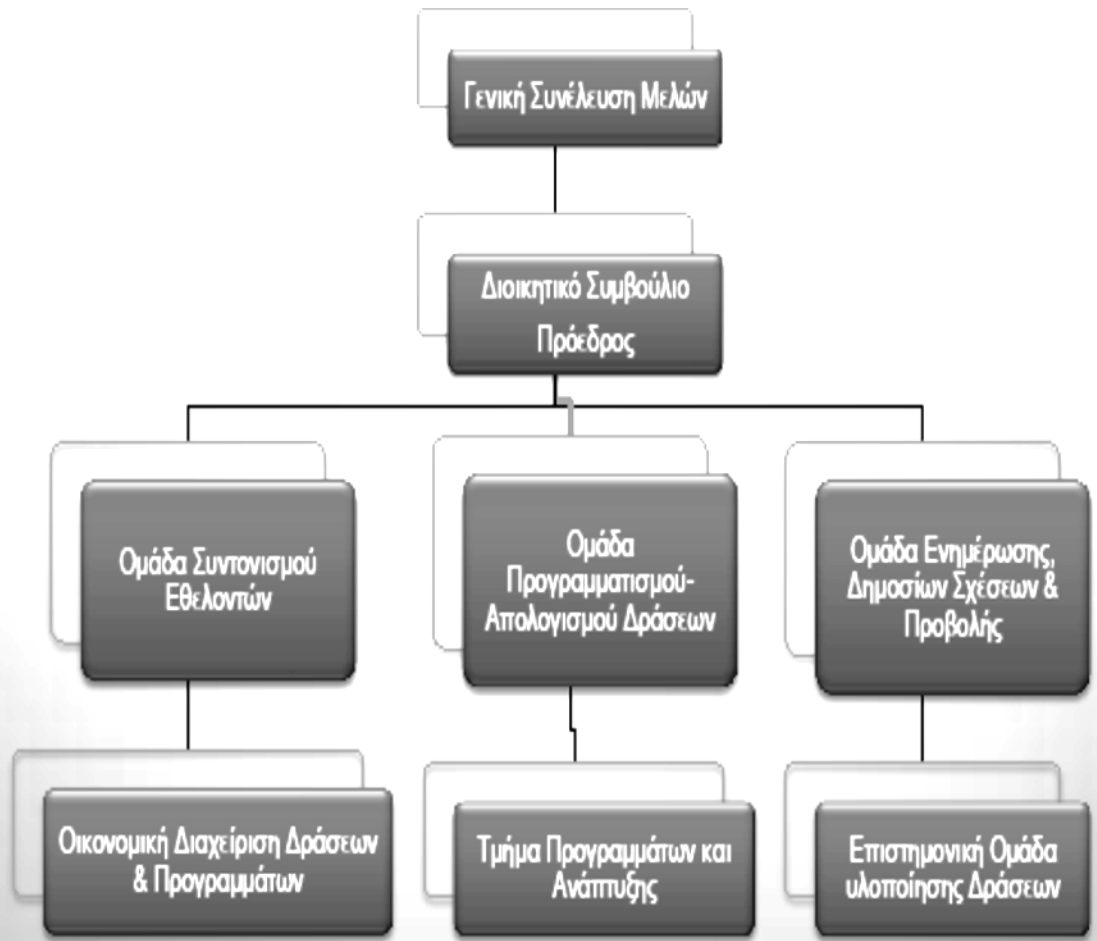 Γενική Συνέλευση Μελών
Διοικητικό Συμβούλιο
Πρόεδρος
Ομάδα Συντονισμού
Εθελοντών
Ομάδα
Προγραμματισμού-
Απολογισμού Δράσεων
Ομάδα Ενημέρωσης,
Δημοσίων Σχέσεων &
Προβολής
Οικονομική Διαχείριση Δράσεων
& Προγραμμάτων
Τμήμα Προγραμμάτων και
Ανάπτυξης
Επιστημονική Ομάδα
υλοποίησης Δράσεων